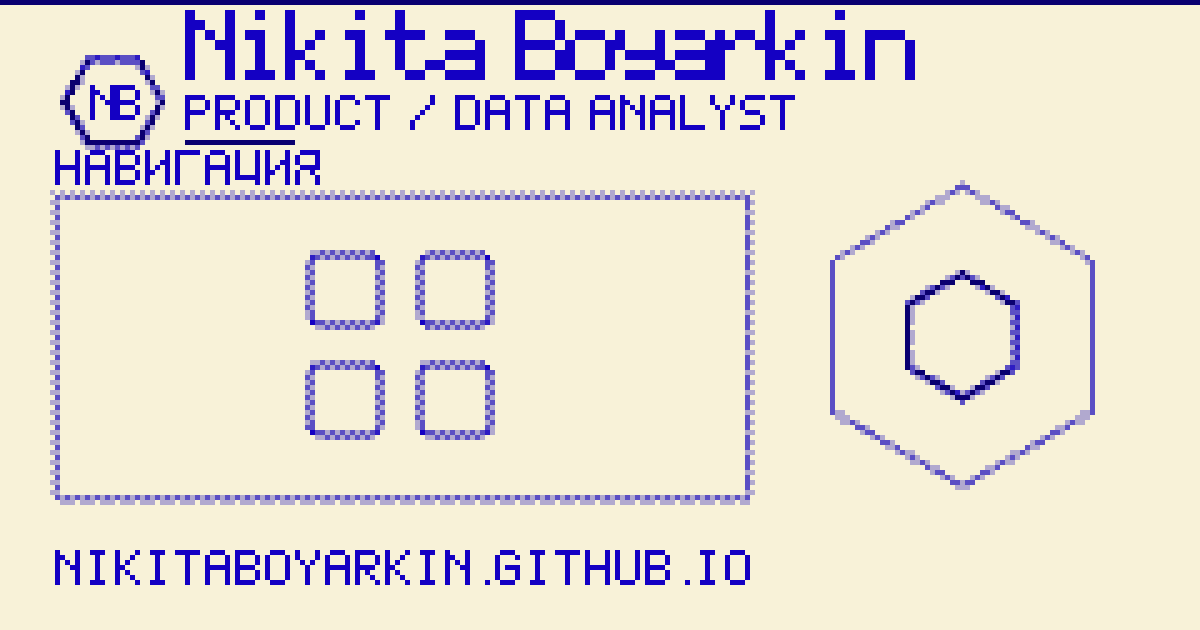 Nikita Boyarkin
NB
PRODUCT / DATA ANALYST
НАВИГАЦИЯ
NIKITABOYARKIN.GITHUB.IO